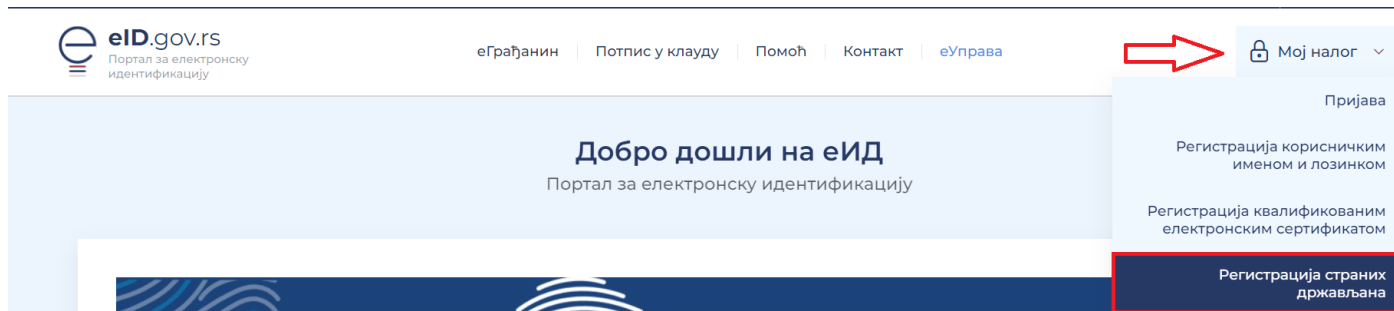 eID.gov.rs
Портал за електронску
идентификацију
еГрађанин
Потпис у клауду
Помоћ
Контакт
еУправа
Мој налог
Пријава
Регистрација корисничким
именом и лозинком
Регистрација квалификованим
електронским сертификатом
Регистрација страних
држављана
Добро дошли на еИД
Портал за електронску идентификацију